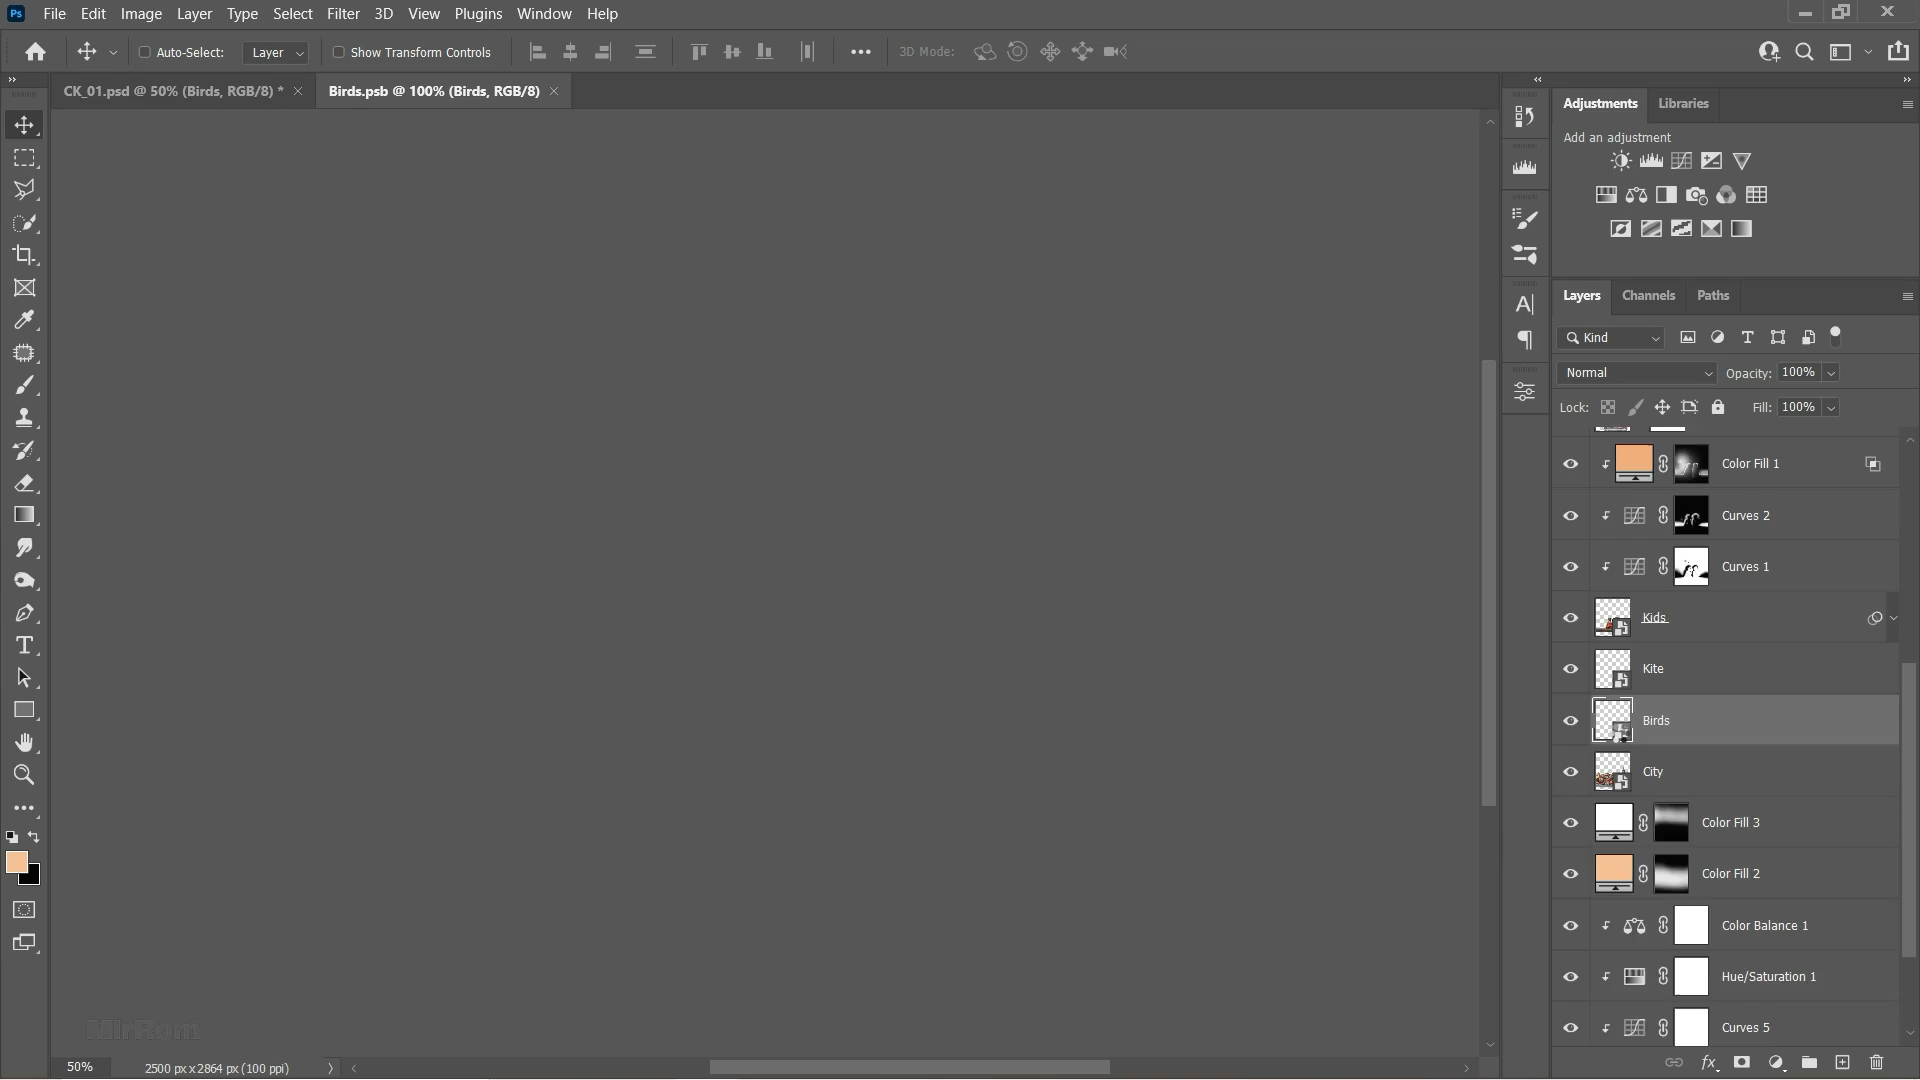 Ps File Edit Image Layer Type Select Filter 3D View Plugins Window Help
Auto-Select: Layer Show Transform Controls 3D Mode:
CK_01.psd @ 50% (Birds, RGB/8) * Birds.psb @ 100% (Birds, RGB/8)
Adjustments Libraries
Add an adjustment
Layers Channels Paths
Kind
Normal Opacity: 100%
Lock: Fill: 100%
Color Fill 1
Curves 2
Curves 1
Kids
Kite
Birds
City
Color Fill 3
Color Fill 2
Color Balance 1
Hue/Saturation 1
Curves 5
MirRom
50% 2500 px x 2864 px (100 ppi)